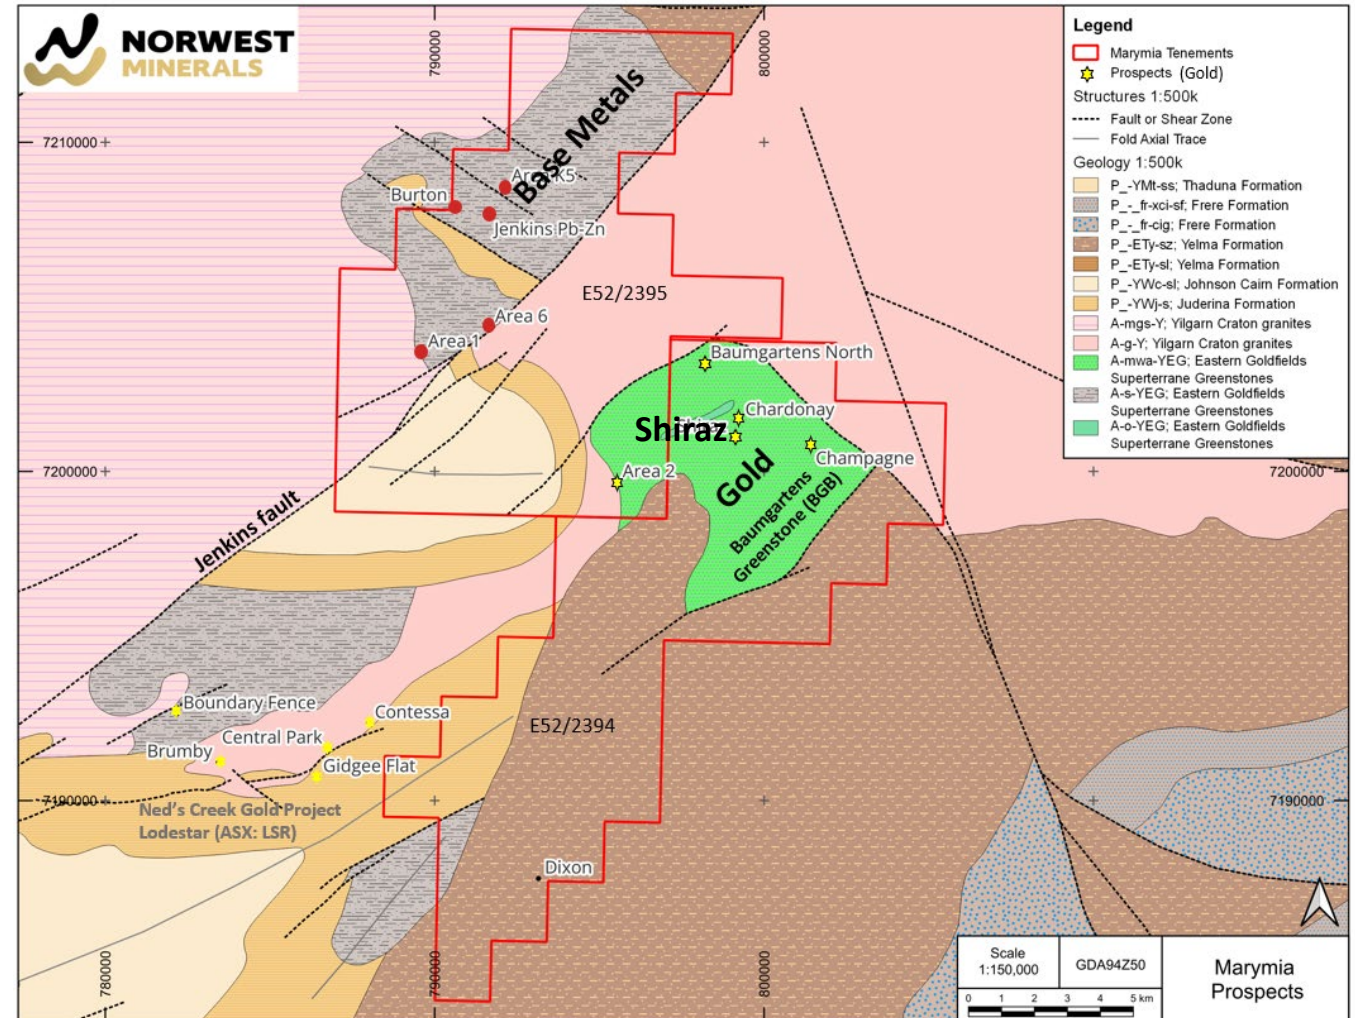 NORWEST
MINERALS
790000
800000
7210000
Base Metals
Burton
Jenkins Pb-Zn
E52/2395
Area 6
Area 1
Baumgartens North
Chardonay
Shiraz
Champagne
Area 2
Gold
Baumgartens
Greenstone (BGB)
7200000
7200000
Jenkins fault
Boundary Fence
Contessa
Central Park
Brumby
Gidgee Flat
E52/2394
7190000
7190000
Ned's Creek Gold Project
Lodestar (ASX: LSR)
Dixon
780000
790000
800000
Legend
Marymia Tenements
Prospects (Gold)
Structures 1:500k
Fault or Shear Zone
Fold Axial Trace
Geology 1:500k
P_-YMt-ss; Thaduna Formation
P_-_fr-xci-sf; Frere Formation
P_-_fr-cig; Frere Formation
P_-ETy-sz; Yelma Formation
P_-ETy-sl; Yelma Formation
P_-YWc-sl; Johnson Cairn Formation
P_-YWj-s; Juderina Formation
A-mgs-Y; Yilgarn Craton granites
A-g-Y; Yilgarn Craton granites
A-mwa-YEG; Eastern Goldfields
Superterrane Greenstones
A-s-YEG; Eastern Goldfields
Superterrane Greenstones
A-o-YEG; Eastern Goldfields
Superterrane Greenstones
Scale
1:150,000
GDA94Z50
0 1 2 3 4 5 km
Marymia
Prospects